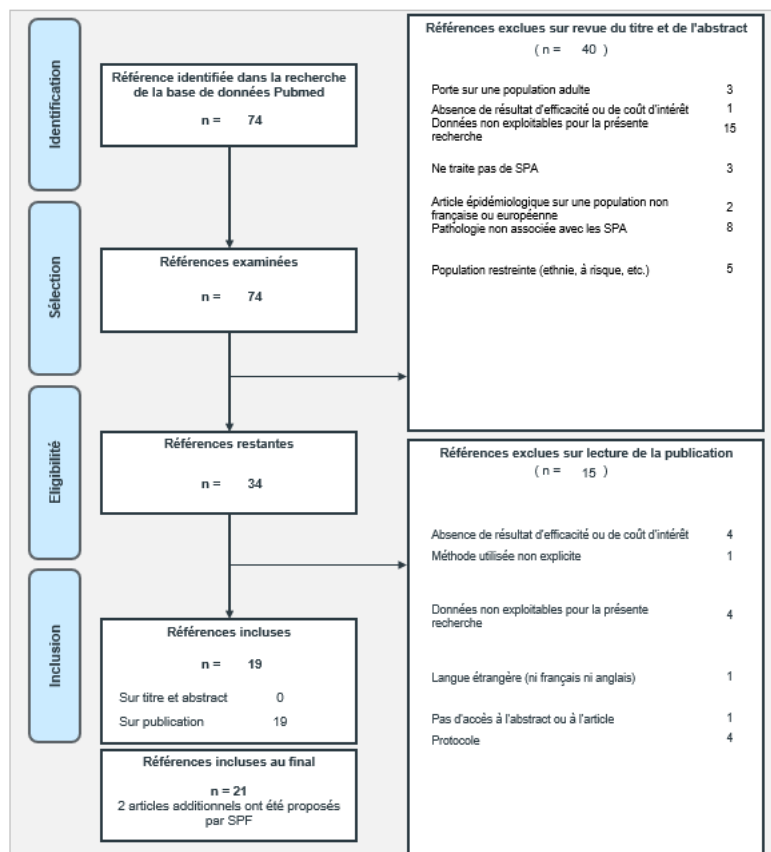 Identification
Référence identifiée dans la recherche
de la base de données Pubmed
n = 74
Références exclues sur revue du titre et de l'abstract
( n = 40 )
Porte sur une population adulte 3
Absence de résultat d'efficacité ou de coût d'intérêt 1
Données non exploitables pour la présente
recherche 15
Ne traite pas de SPA 3
Article épidémiologique sur une population non
française ou européenne 2
Pathologie non associée avec les SPA 8
Population restreinte (ethnie, à risque, etc.) 5
Sélection
Références examinées
n = 74
Eligibilité
Références restantes
n = 34
Références exclues sur lecture de la publication
( n = 15 )
Absence de résultat d'efficacité ou de coût d'intérêt 4
Méthode utilisée non explicite 1
Données non exploitables pour la présente
recherche 4
Langue étrangère (ni français ni anglais) 1
Pas d'accès à l'abstract ou à l'article 1
Protocole 4
Inclusion
Références incluses
n = 19
Sur titre et abstract 0
Sur publication 19
Références incluses au final
n = 21
2 articles additionnels ont été proposés
par SPF